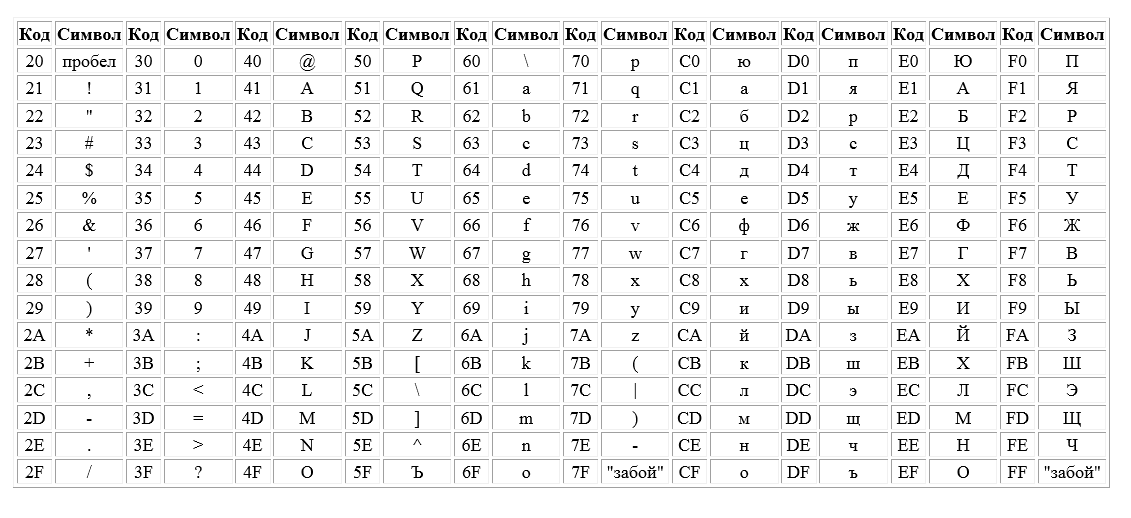 Код Символ Код Символ Код Символ Код Символ Код Символ Код Символ Код Символ Код Символ Код Символ Код Символ
20 пробел 30 0 40 @ 50 P 60 \ 70 p C0 ю D0 п E0 Ю F0 П
21 ! 31 1 41 A 51 Q 61 a 71 q C1 а D1 я E1 А F1 Я
22 " 32 2 42 B 52 R 62 b 72 r C2 б D2 р E2 Б F2 Р
23 # 33 3 43 C 53 S 63 c 73 s C3 ц D3 с E3 Ц F3 С
24 $ 34 4 44 D 54 T 64 d 74 t C4 д D4 т E4 Д F4 Т
25 % 35 5 45 E 55 U 65 e 75 u C5 е D5 у E5 Е F5 У
26 & 36 6 46 F 56 V 66 f 76 v C6 ф D6 ж E6 Ф F6 Ж
27 ' 37 7 47 G 57 W 67 g 77 w C7 г D7 в E7 Г F7 В
28 ( 38 8 48 H 58 X 68 h 78 x C8 х D8 ь E8 Х F8 Ь
29 ) 39 9 49 I 59 Y 69 i 79 y C9 и D9 ы E9 И F9 Ы
2A * 3A : 4A J 5A Z 6A j 7A z CA й DA з EA Й FA З
2B + 3B ; 4B K 5B [ 6B k 7B ( CB к DB ш EB Х FB Ш
2C , 3C < 4C L 5C \ 6C l 7C | CC л DC э EC Л FC Э
2D - 3D = 4D M 5D ] 6D m 7D ) CD м DD щ ED М FD Щ
2E . 3E > 4E N 5E ^ 6E n 7E - CE н DE ч EE Н FE Ч
2F / 3F ? 4F O 5F Ъ 6F o 7F "забой" CF о DF ъ EF О FF "забой"